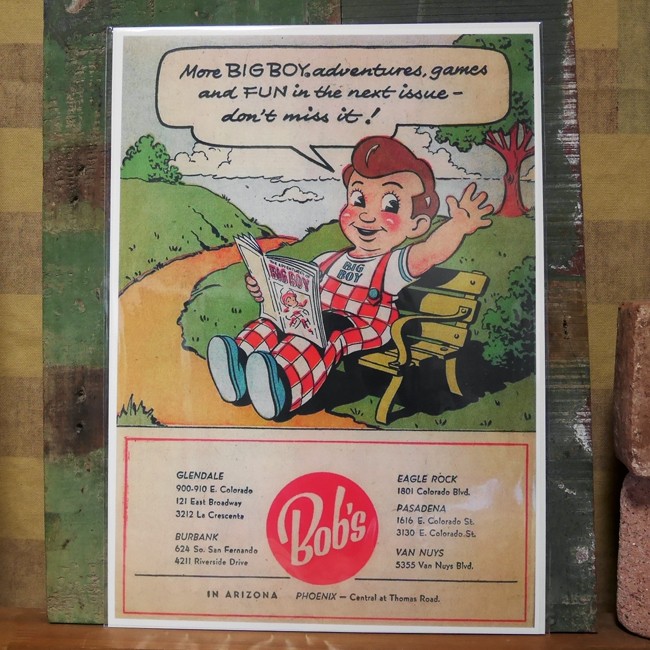 More BIG BOY adventures, games
and FUN in the next issue -
don't miss it!
BIG
BOY
BIG BOY
GLENDALE
900-910 E. Colorado
121 East Broadway
3212 La Crescenta
BURBANK
624 So. San Fernando
4211 Riverside Drive
Bob's
EAGLE ROCK
1801 Colorado Blvd.
PASADENA
1616 E. Colorado St.
3130 E. Colorado St.
VAN NUYS
5355 Van Nuys Blvd.
IN ARIZONA PHOENIX — Central at Thomas Road.